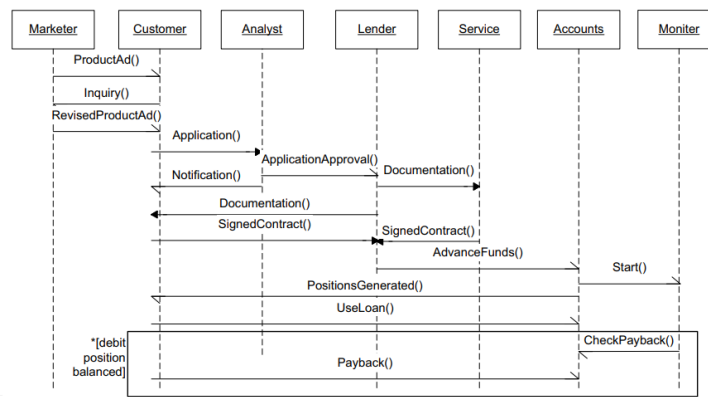 Marketer Customer Analyst Lender Service Accounts Moniter
ProductAd()
Inquiry()
RevisedProductAd()
Application()
ApplicationApproval()
Documentation()
Notification()
Documentation()
SignedContract()
SignedContract()
AdvanceFunds()
Start()
PositionsGenerated()
UseLoan()
*[debit
position
balanced]
CheckPayback()
Payback()